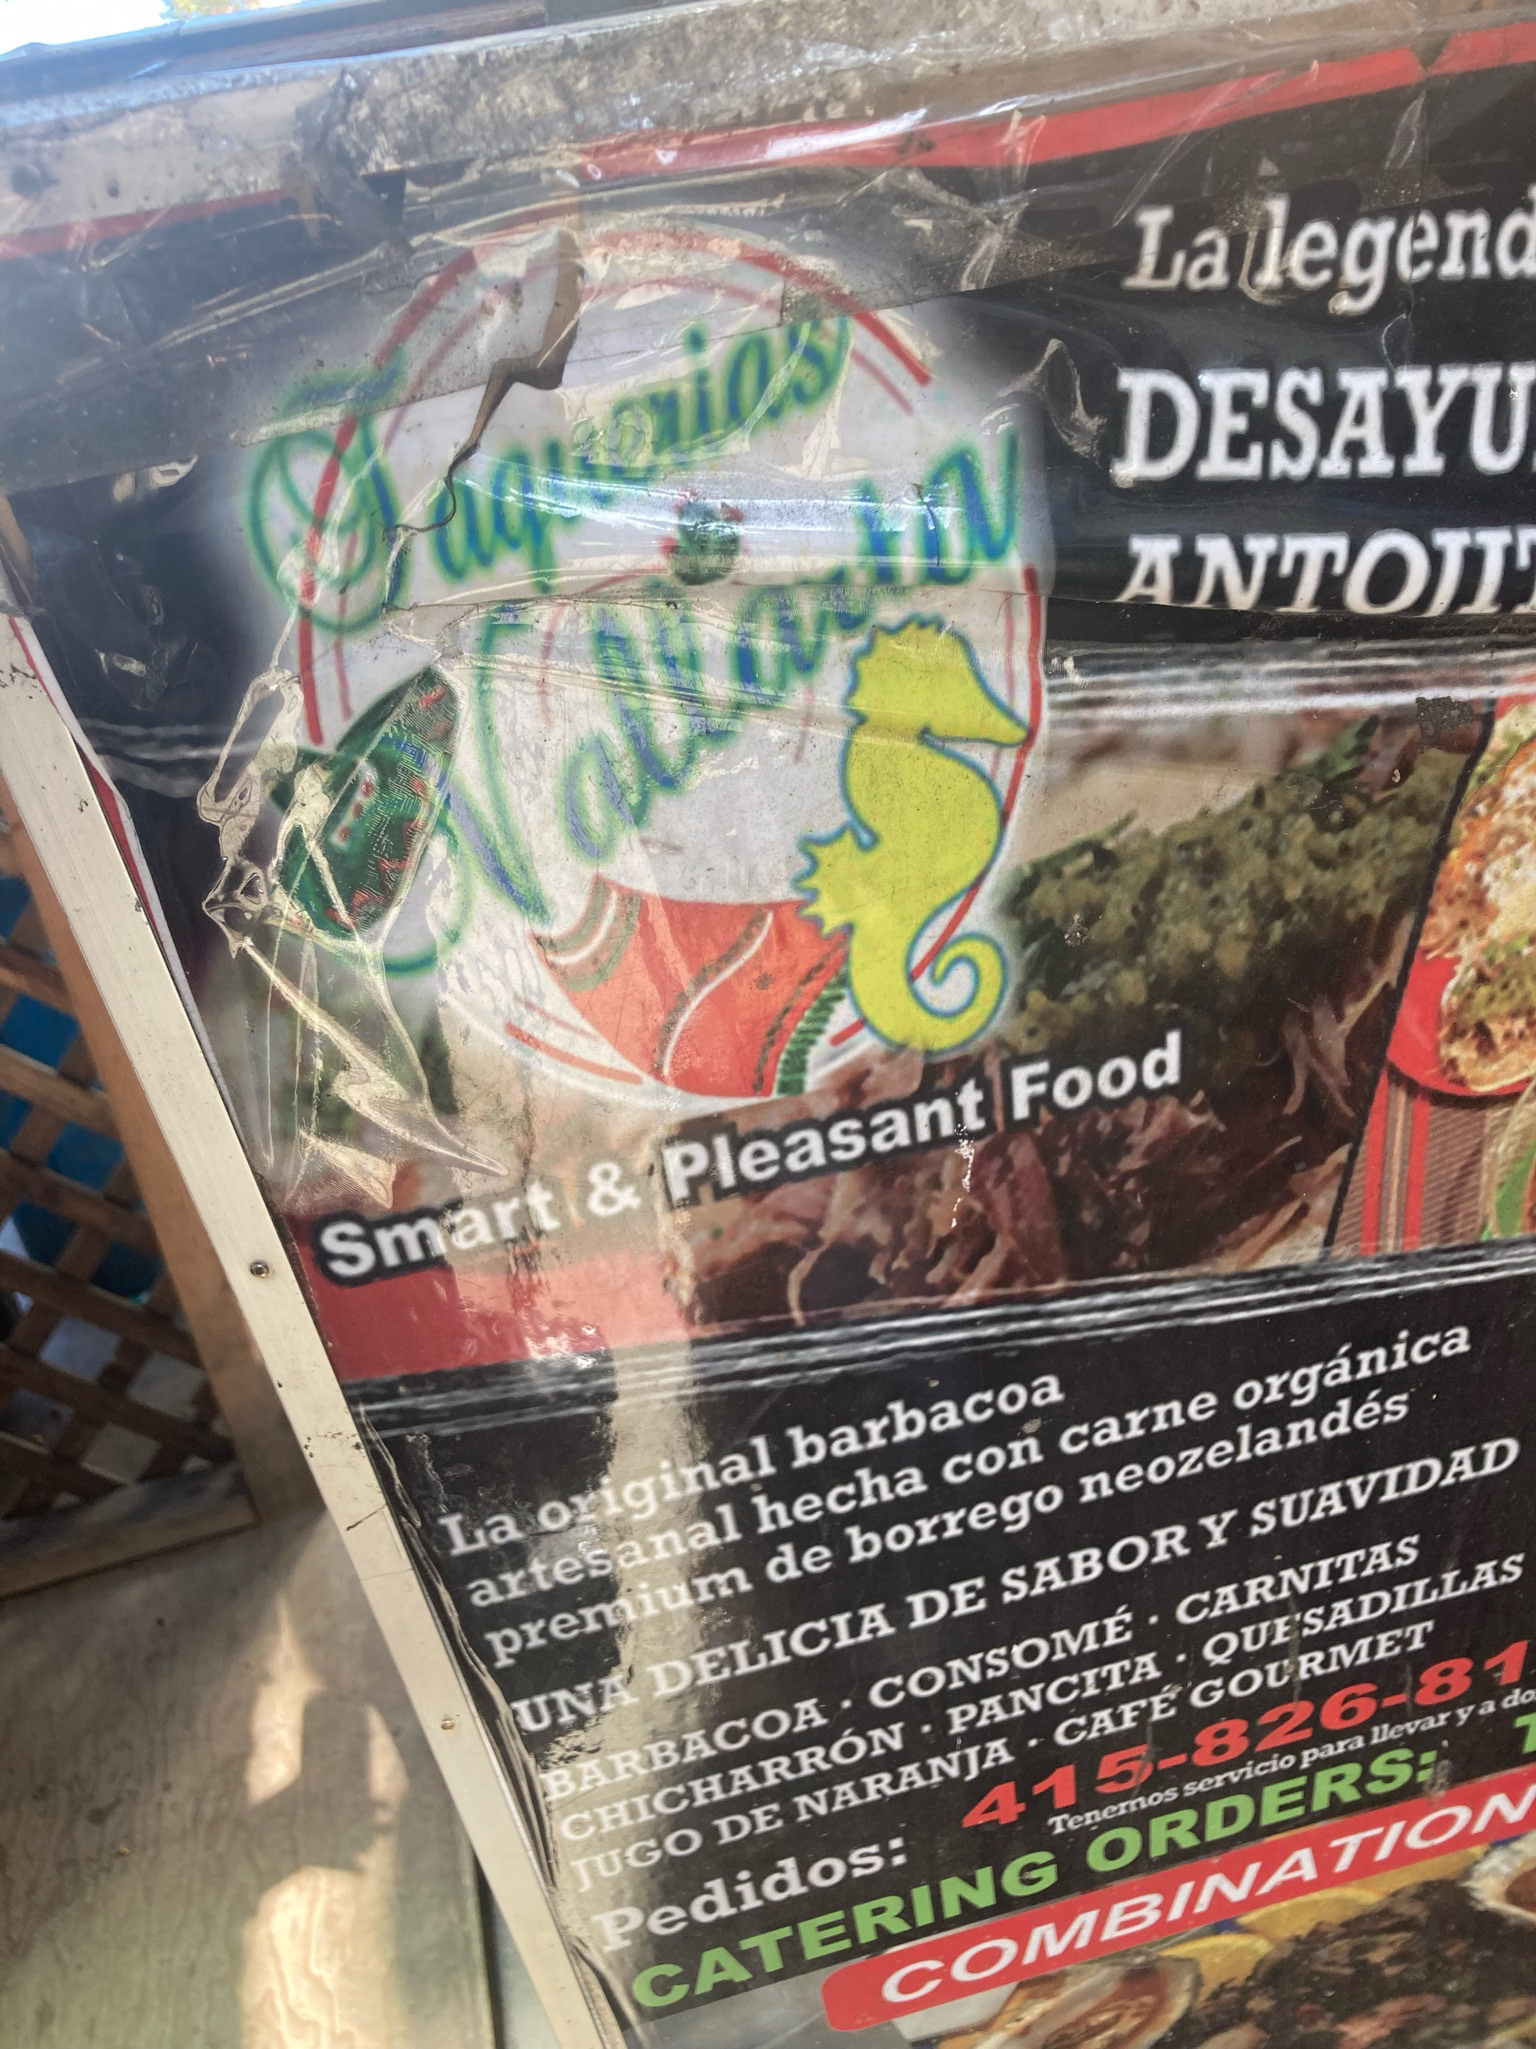 Taquerias
Vallarta
La legend
DESAYU
ANTOJIT
Smart & Pleasant Food
La original barbacoa
artesanal hecha con carne orgánica
premium de borrego neozelandés
UNA DELICIA DE SABOR Y SUAVIDAD
BARBACOA · CONSOMÉ · CARNITAS
CHICHARRÓN · PANCITA · QUESADILLAS
JUGO DE NARANJA · CAFÉ GOURMET
Pedidos: 415-826-81
Tenemos servicio para llevar y a do
CATERING ORDERS: T
COMBINATION